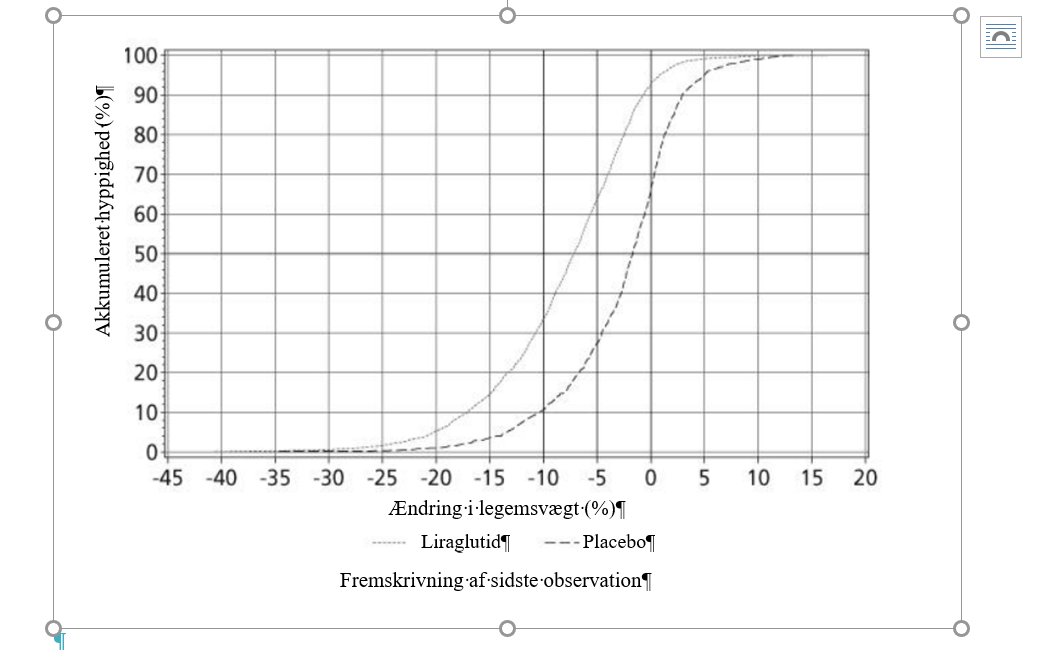 Akkumuleret·hyppighed·(%)¶
100
90
80
70
60
50
40
30
20
10
0
-45 -40 -35 -30 -25 -20 -15 -10 -5 0 5 10 15 20
Ændring·i·legemsvægt·(%)¶
Liraglutid¶ Placebo¶
Fremskrivning·af·sidste·observation¶
¶